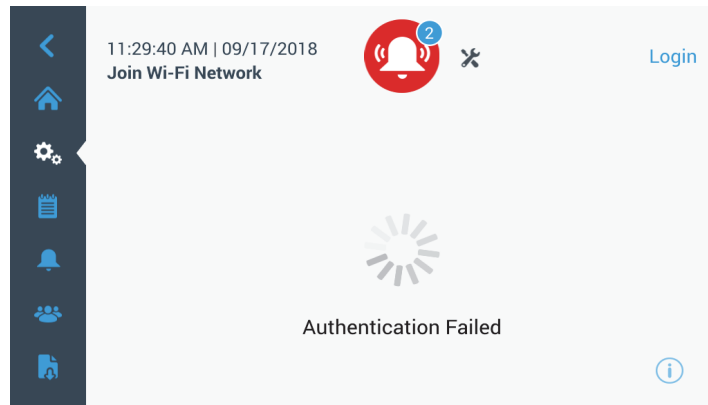 11:29:40 AM | 09/17/2018
Join Wi-Fi Network
2
Login
Authentication Failed